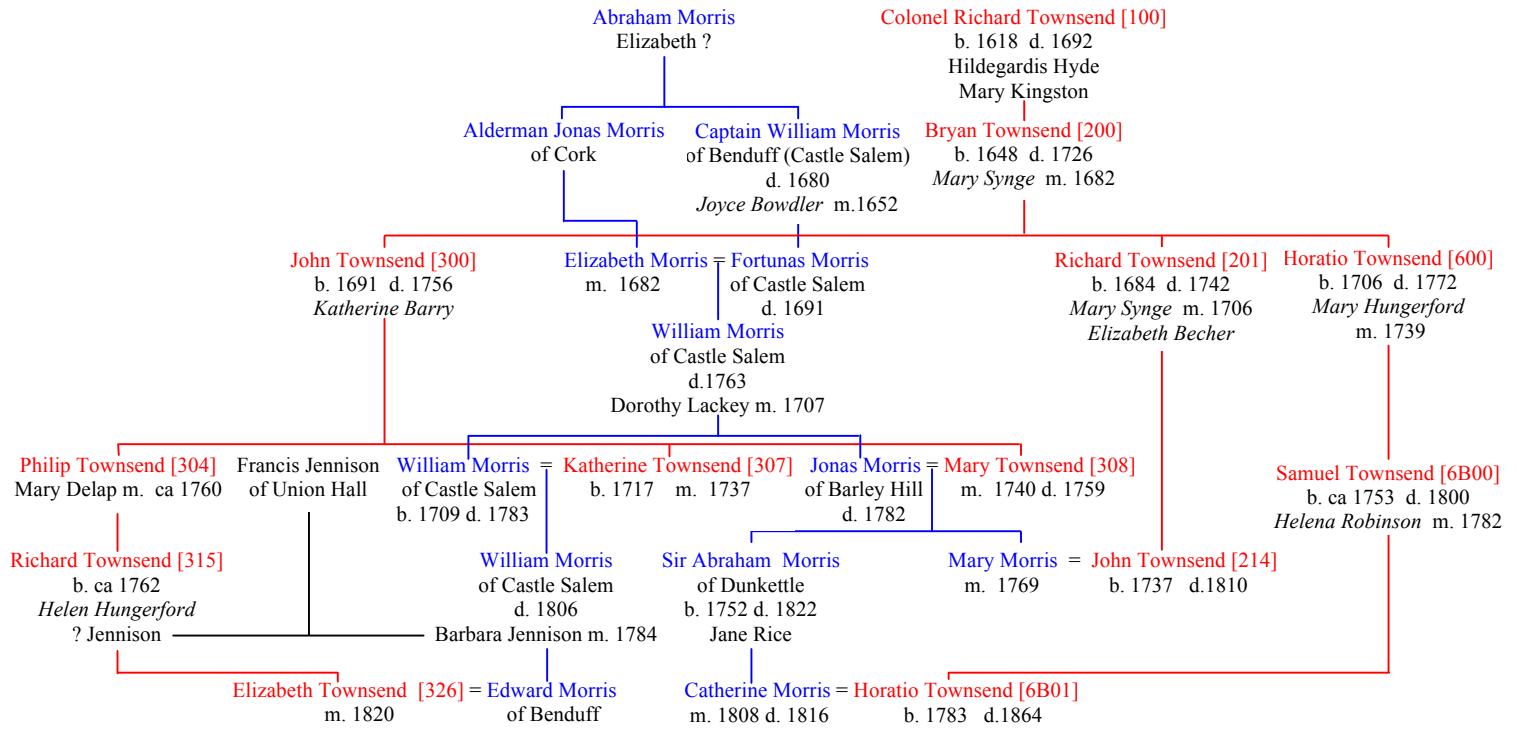 Abraham Morris
Elizabeth ?
Colonel Richard Townsend [100]
b. 1618 d. 1692
Hildegardis Hyde
Mary Kingston
Alderman Jonas Morris
of Cork
Captain William Morris
of Benduff (Castle Salem)
d. 1680
Joyce Bowdler m.1652
Bryan Townsend [200]
b. 1648 d. 1726
Mary Synge m. 1682
John Townsend [300]
b. 1691 d. 1756
Katherine Barry
Elizabeth Morris = Fortunas Morris
m. 1682
of Castle Salem
d. 1691
Richard Townsend [201]
b. 1684 d. 1742
Mary Synge m. 1706
Elizabeth Becher
Horatio Townsend [600]
b. 1706 d. 1772
Mary Hungerford
m. 1739
William Morris
of Castle Salem
d.1763
Dorothy Lackey m. 1707
Philip Townsend [304]
Mary Delap m. ca 1760
Francis Jennison
of Union Hall
William Morris = Katherine Townsend [307]
of Castle Salem
b. 1709 d. 1783
b. 1717 m. 1737
Jonas Morris = Mary Townsend [308]
of Barley Hill
d. 1782
m. 1740 d. 1759
Samuel Townsend [6B00]
b. ca 1753 d. 1800
Helena Robinson m. 1782
Richard Townsend [315]
b. ca 1762
Helen Hungerford
? Jennison
William Morris
of Castle Salem
d. 1806
Barbara Jennison m. 1784
Sir Abraham Morris
of Dunkettle
b. 1752 d. 1822
Jane Rice
Mary Morris = John Townsend [214]
m. 1769
b. 1737 d.1810
Elizabeth Townsend [326] = Edward Morris
m. 1820
of Benduff
Catherine Morris = Horatio Townsend [6B01]
m. 1808 d. 1816
b. 1783 d.1864